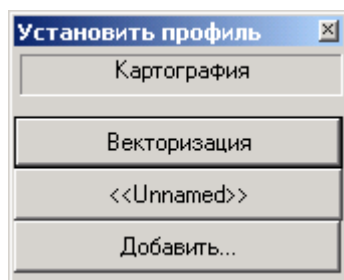 Установить профиль
Картография
Векторизация
<<Unnamed>>
Добавить...